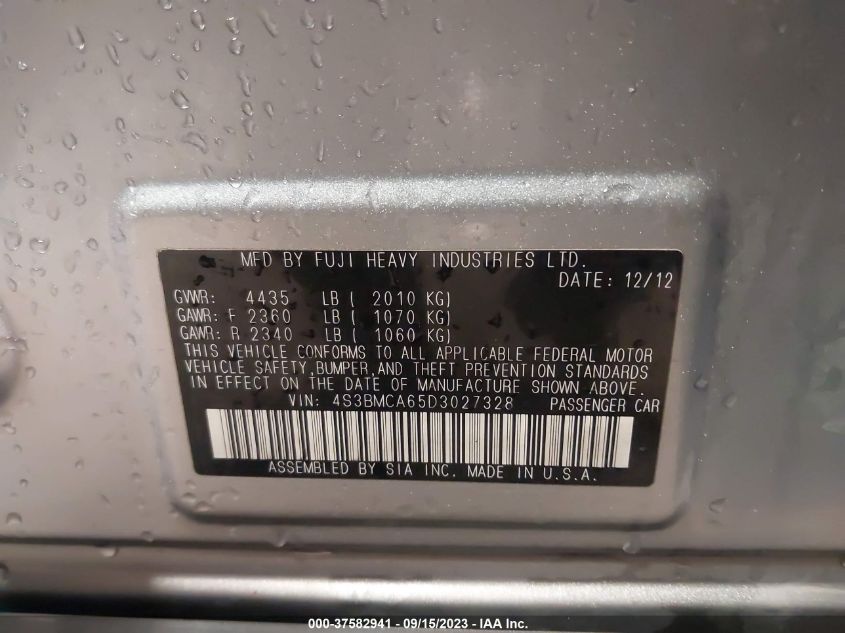 MFD BY FUJI HEAVY INDUSTRIES LTD.
DATE: 12/12
GVWR: 4435 LB ( 2010 KG)
GAWR: F 2360 LB ( 1070 KG)
GAWR: R 2340 LB ( 1060 KG)
THIS VEHICLE CONFORMS TO ALL APPLICABLE FEDERAL MOTOR
VEHICLE SAFETY,BUMPER,AND THEFT PREVENTION STANDARDS
IN EFFECT ON THE DATE OF MANUFACTURE SHOWN ABOVE.
VIN: 4S3BMCA65D3027328 PASSENGER CAR
ASSEMBLED BY SIA INC. MADE IN U.S.A.
000-37582941 - 09/15/2023 - IAA Inc.